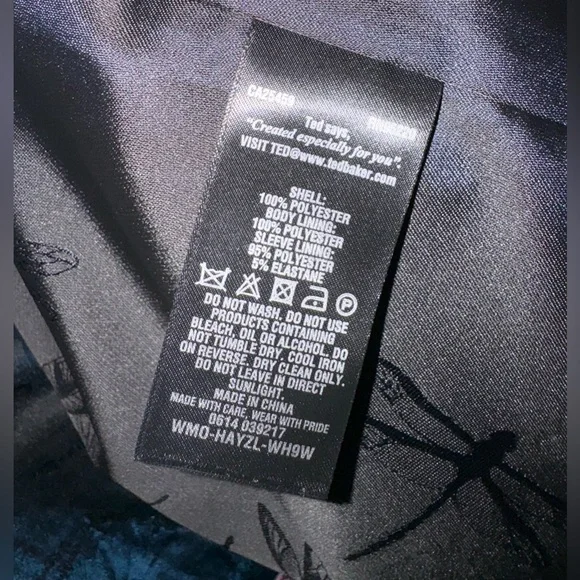 CA25459
Ted says,
"Created especially for you".
VISIT TED@www.tedbaker.com
SHELL:
100% POLYESTER
BODY LINING:
100% POLYESTER
SLEEVE LINING:
95% POLYESTER
5% ELASTANE
P
DO NOT WASH, DO NOT USE
PRODUCTS CONTAINING
BLEACH, OIL OR ALCOHOL. DO
NOT TUMBLE DRY. COOL IRON
ON REVERSE. DRY CLEAN ONLY.
DO NOT LEAVE IN DIRECT
SUNLIGHT.
MADE IN CHINA
MADE WITH CARE, WEAR WITH PRIDE
0614 039217
WMO-HAYZL-WH9W